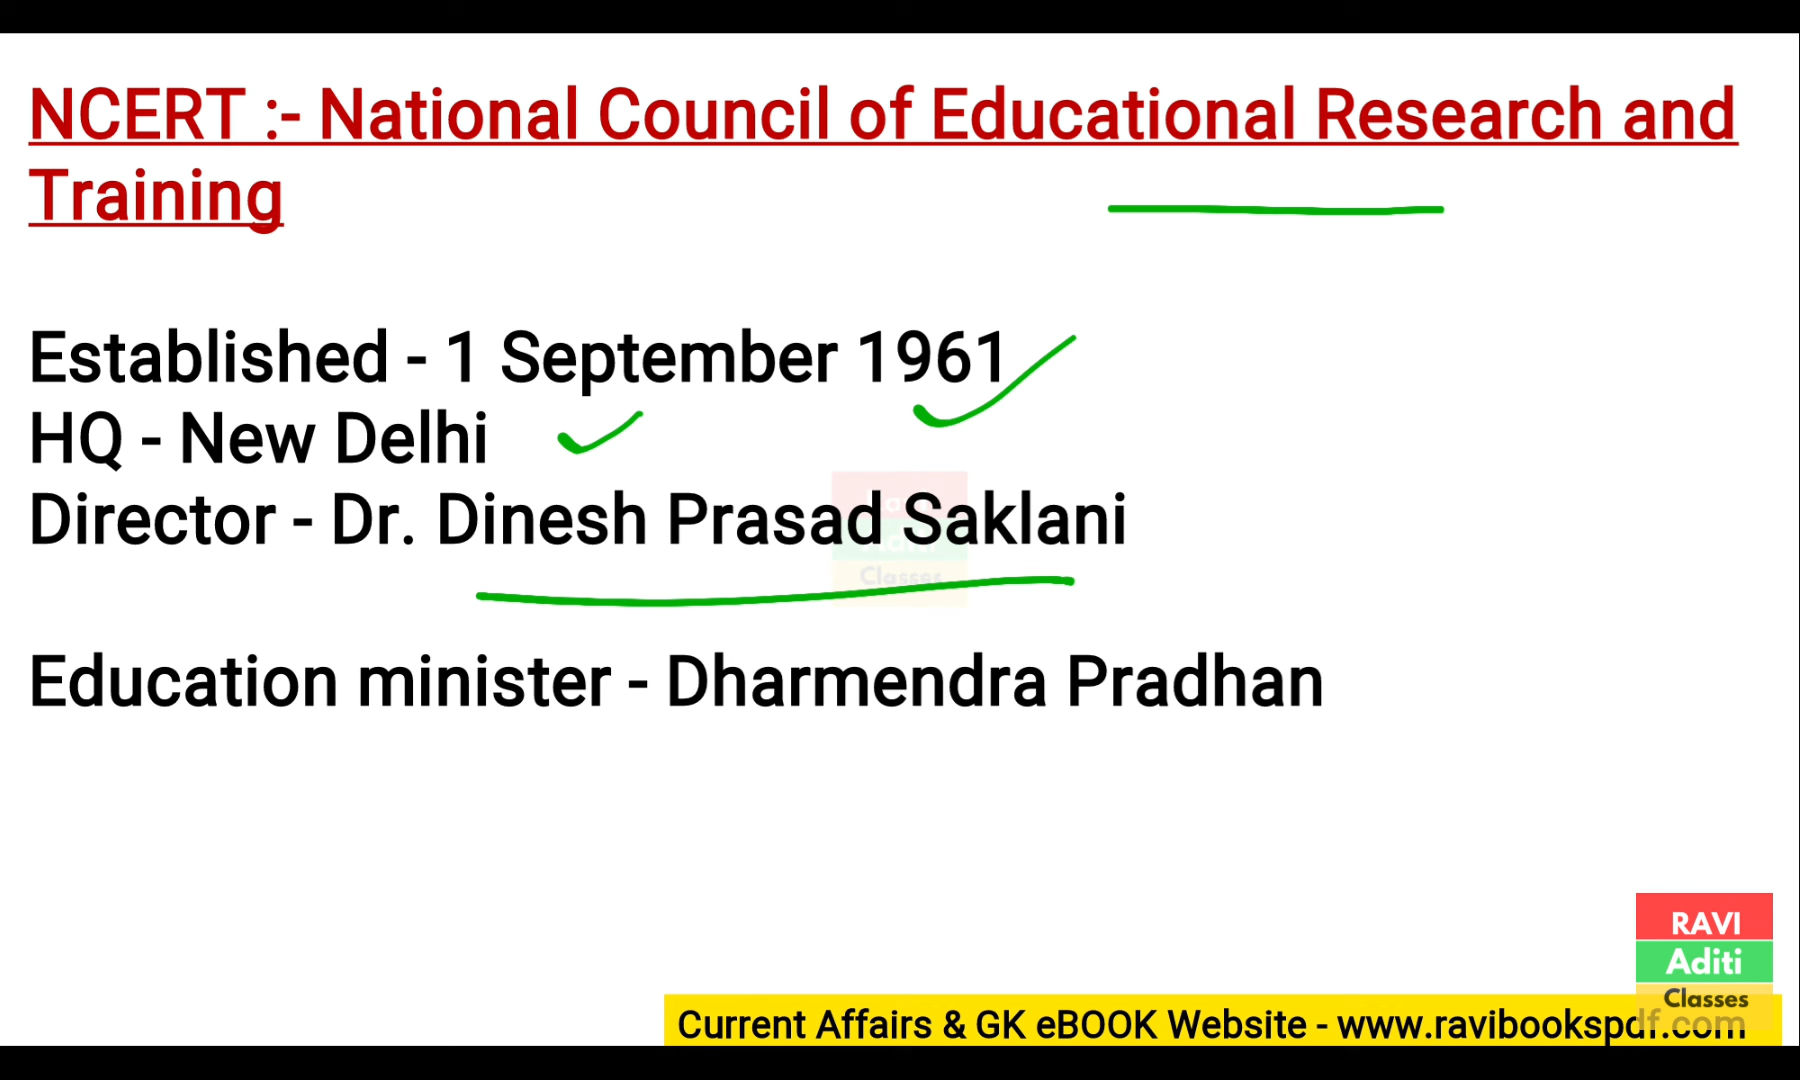 NCERT :- National Council of Educational Research and
Training
Established - 1 September 1961
HQ - New Delhi
Director - Dr. Dinesh Prasad Saklani
Classes
Education minister - Dharmendra Pradhan
RAVI
Aditi
Classes
Current Affairs & GK eBOOK Website - www.ravibookspdf.com